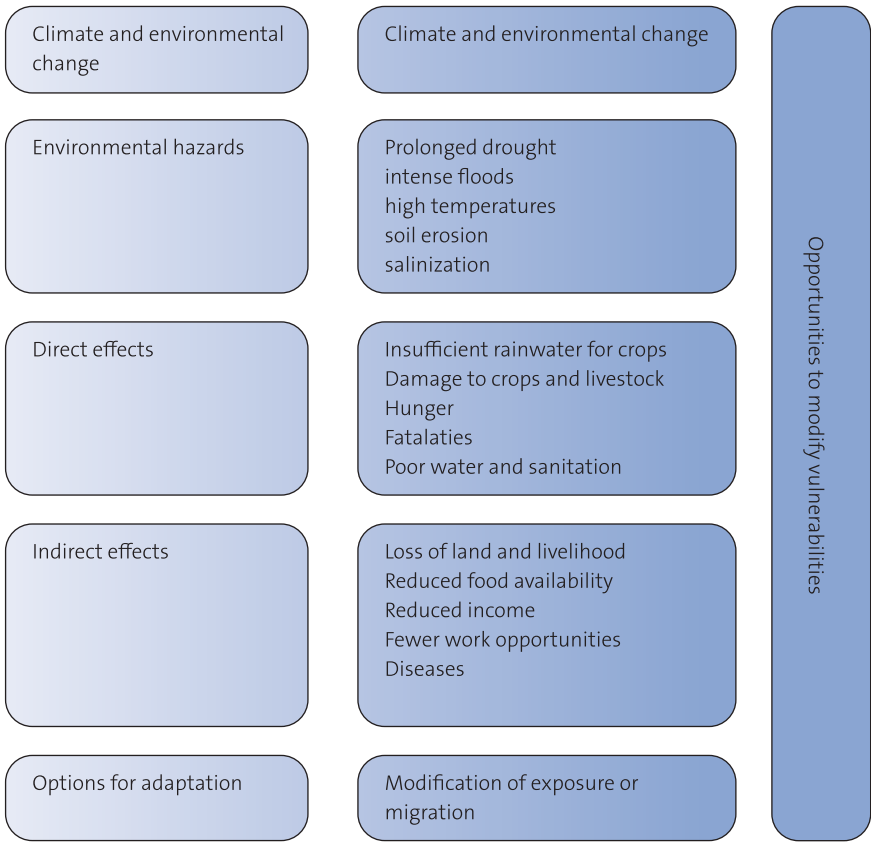 Climate and environmental
change
Climate and environmental change
Environmental hazards
Prolonged drought
intense floods
high temperatures
soil erosion
salinization
Direct effects
Insufficient rainwater for crops
Damage to crops and livestock
Hunger
Fatalaties
Poor water and sanitation
Indirect effects
Loss of land and livelihood
Reduced food availability
Reduced income
Fewer work opportunities
Diseases
Options for adaptation
Modification of exposure or
migration
Opportunities to modify vulnerabilities